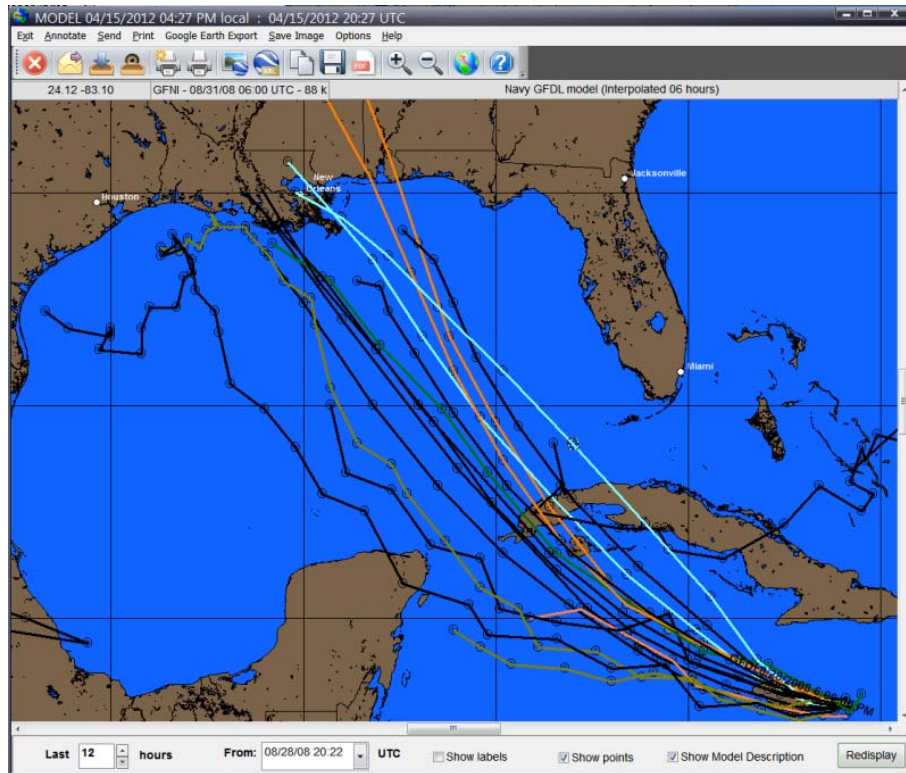 MODEL 04/15/2012 04:27 PM local : 04/15/2012 20:27 UTC
Exit Annotate Send Print Google Earth Export Save Image Options Help
24.12 -83.10 GFNI - 08/31/08 06:00 UTC - 88 k Navy GFDL model (Interpolated 06 hours)
New
Orleans
Jacksonville
Houston
Miami
Last 12 hours From: 08/28/08 20:22 UTC Show labels Show points Show Model Description Redisplay